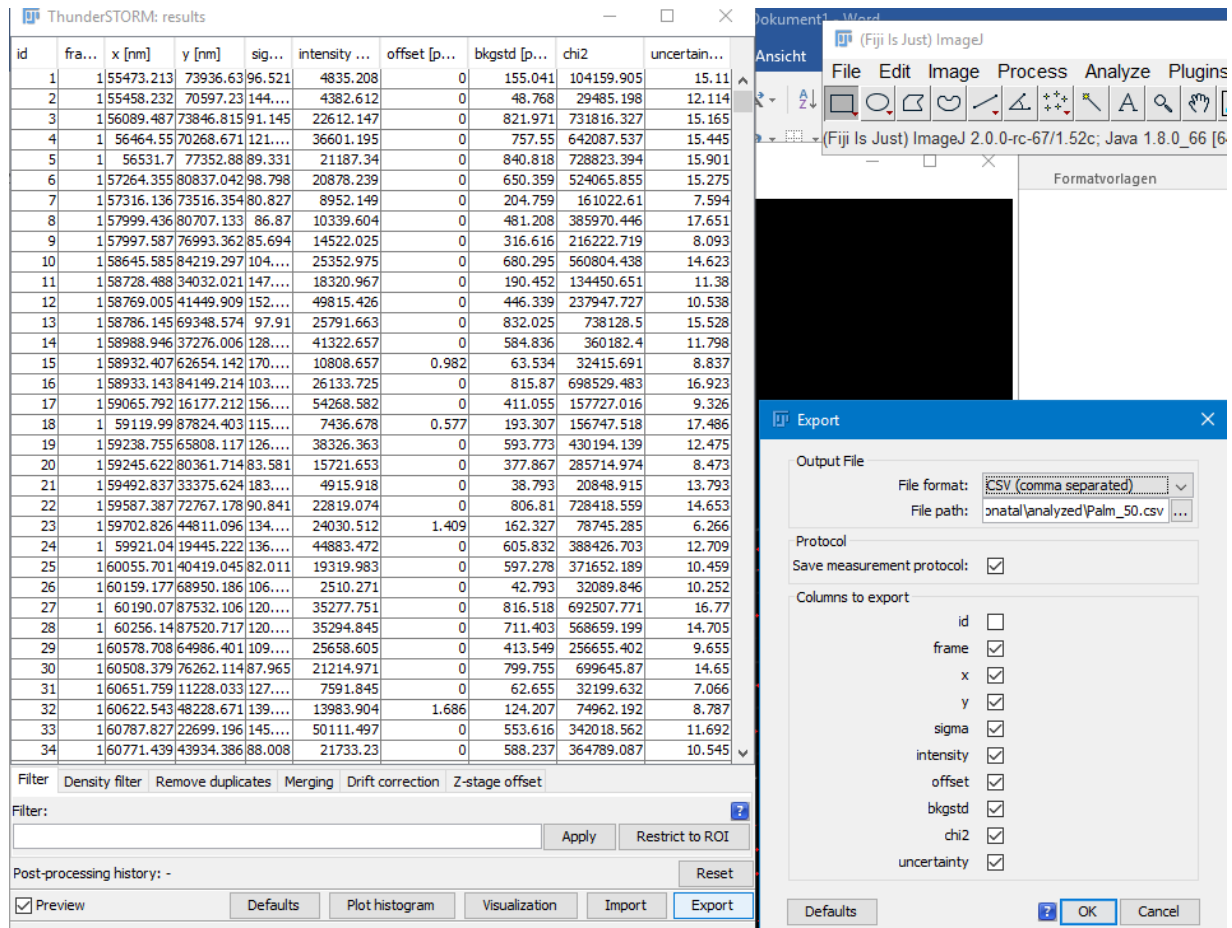 ThunderSTORM: results
id fra... x [nm] y [nm] sig... intensity ... offset [p... bkgstd [p... chi2 uncertain...
1 1 55473.213 73936.63 96.521 4835.208 0 155.041 104159.905 15.11
2 1 55458.232 70597.23 144.... 4382.612 0 48.768 29485.198 12.114
3 1 56089.487 73846.815 91.145 22612.147 0 821.971 731816.327 15.165
4 1 56464.55 70268.671 121.... 36601.195 0 757.55 642087.537 15.445
5 1 56531.7 77352.88 89.331 21187.34 0 840.818 728823.394 15.901
6 1 57264.355 80837.042 98.798 20878.239 0 650.359 524065.855 15.275
7 1 57316.136 73516.354 80.827 8952.149 0 204.759 161022.61 7.594
8 1 57999.436 80707.133 86.87 10339.604 0 481.208 385970.446 17.651
9 1 57997.587 76993.362 85.694 14522.025 0 316.616 216222.719 8.093
10 1 58645.585 84219.297 104.... 25352.975 0 680.295 560804.438 14.623
11 1 58728.488 34032.021 147.... 18320.967 0 190.452 134450.651 11.38
12 1 58769.005 41449.909 152.... 49815.426 0 446.339 237947.727 10.538
13 1 58786.145 69348.574 97.91 25791.663 0 832.025 738128.5 15.528
14 1 58988.946 37276.006 128.... 41322.657 0 584.836 360182.4 11.798
15 1 58932.407 62654.142 170.... 10808.657 0.982 63.534 32415.691 8.837
16 1 58933.143 84149.214 103.... 26133.725 0 815.87 698529.483 16.923
17 1 59065.792 16177.212 156.... 54268.582 0 411.055 157727.016 9.326
18 1 59119.99 87824.403 115.... 7436.678 0.577 193.307 156747.518 17.486
19 1 59238.755 65808.117 126.... 38326.363 0 593.773 430194.139 12.475
20 1 59245.622 80361.714 83.581 15721.653 0 377.867 285714.974 8.473
21 1 59492.837 33375.624 183.... 4915.918 0 38.793 20848.915 13.793
22 1 59587.387 72767.178 90.841 22819.074 0 806.81 728418.559 14.653
23 1 59702.826 44811.096 134.... 24030.512 1.409 162.327 78745.285 6.266
24 1 59921.04 19445.222 136.... 44883.472 0 605.832 388426.703 12.709
25 1 60055.701 40419.045 82.011 19319.983 0 597.278 371652.189 10.459
26 1 60159.177 68950.186 106.... 2510.271 0 42.793 32089.846 10.252
27 1 60190.07 87532.106 120.... 35277.751 0 816.518 692507.771 16.77
28 1 60256.14 87520.717 120.... 35294.845 0 711.403 568659.199 14.705
29 1 60578.708 64986.401 109.... 25658.605 0 413.549 256655.402 9.655
30 1 60508.379 76262.114 87.965 21214.971 0 799.755 699645.87 14.65
31 1 60651.759 11228.033 127.... 7591.845 0 62.655 32199.632 7.066
32 1 60622.543 48228.671 139.... 13983.904 1.686 124.207 74962.192 8.787
33 1 60787.827 22699.196 145.... 50111.497 0 553.616 342018.562 11.692
34 1 60771.439 43934.386 88.008 21733.23 0 588.237 364789.087 10.545
Filter Density filter Remove duplicates Merging Drift correction Z-stage offset
Filter: ?
Apply Restrict to ROI
Post-processing history: - Reset
Preview Defaults Plot histogram Visualization Import Export
Dokument1 - Word
Ansicht
(Fiji Is Just) ImageJ
File Edit Image Process Analyze Plugins
(Fiji Is Just) ImageJ 2.0.0-rc-67/1.52c; Java 1.8.0_66 [6
Formatvorlagen
Export
Output File
File format: CSV (comma separated)
File path: onatal\analyzed\Palm_50.csv ...
Protocol
Save measurement protocol:
Columns to export
id
frame
x
y
sigma
intensity
offset
bkgstd
chi2
uncertainty
Defaults ? OK Cancel